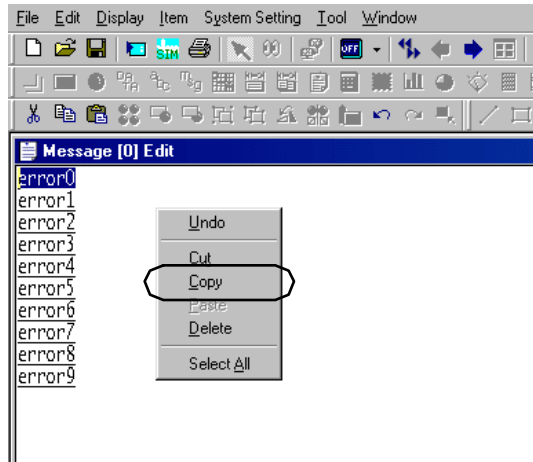 File Edit Display Item System Setting Tool Window
SIM OFF
Message [0] Edit
error0
error1
error2
error3
error4
error5
error6
error7
error8
error9
Undo
Cut
Copy
Paste
Delete
Select All